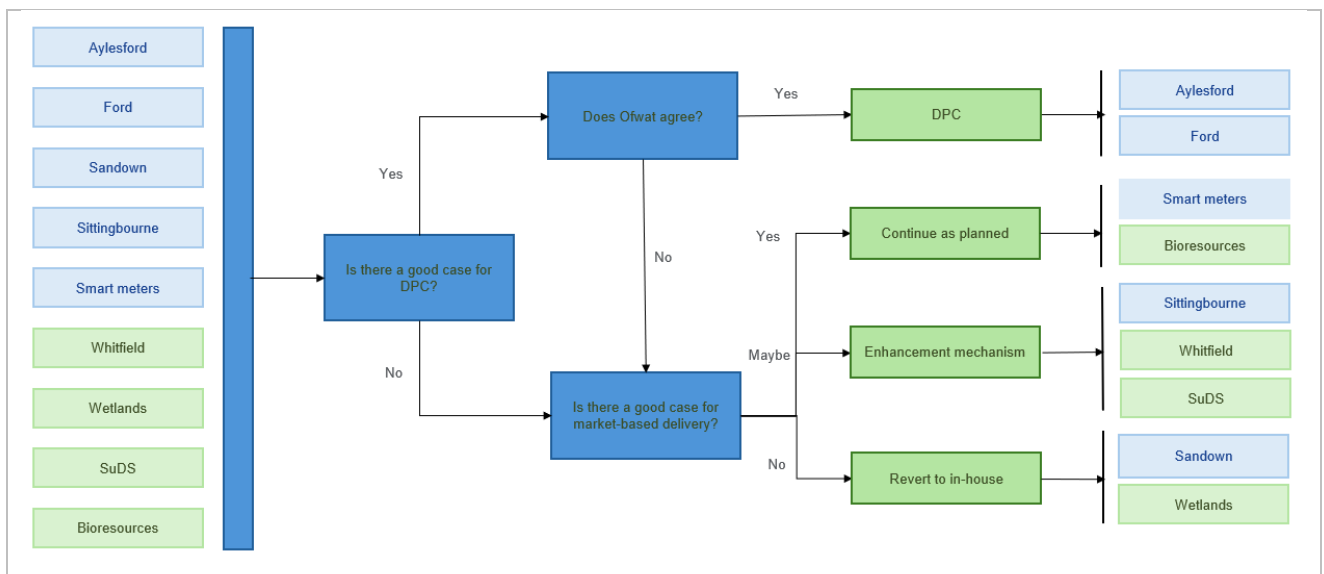 Aylesford
Ford
Sandown
Sittingbourne
Smart meters
Whitfield
Wetlands
SuDS
Bioresources
Is there a good case for
DPC?
Yes
No
Does Ofwat agree?
Yes
No
Is there a good case for
market-based delivery?
Yes
Maybe
No
DPC
Continue as planned
Enhancement mechanism
Revert to in-house
Aylesford
Ford
Smart meters
Bioresources
Sittingbourne
Whitfield
SuDS
Sandown
Wetlands